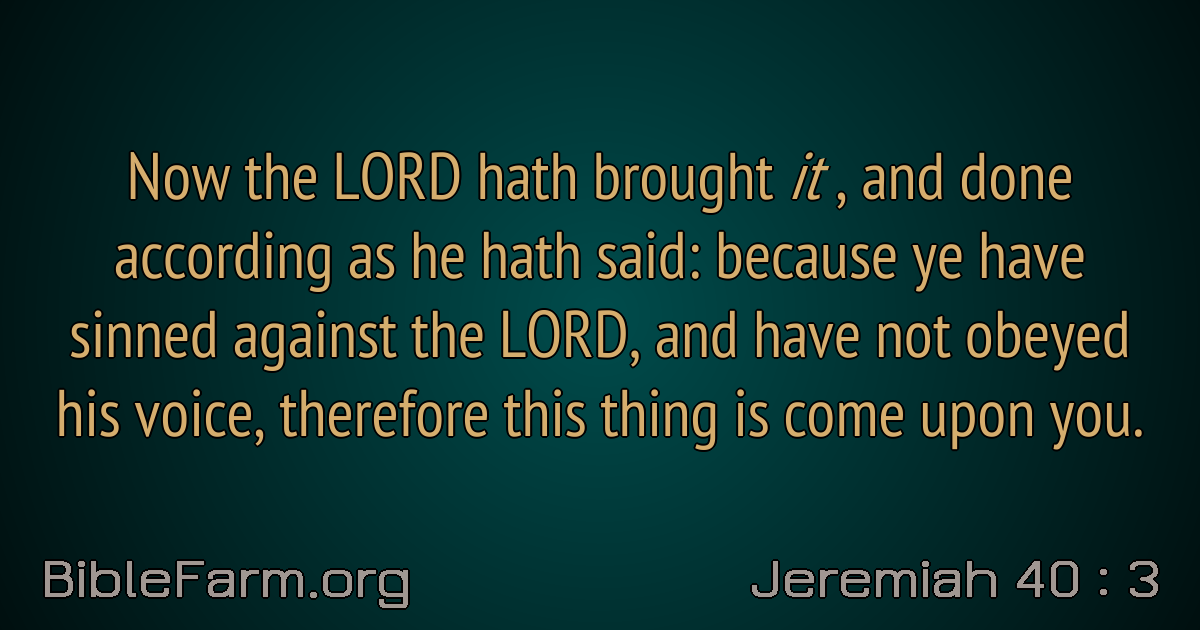 Now the LORD hath brought it , and done
according as he hath said: because ye have
sinned against the LORD, and have not obeyed
his voice, therefore this thing is come upon you.
BibleFarm.org
Jeremiah 40 : 3